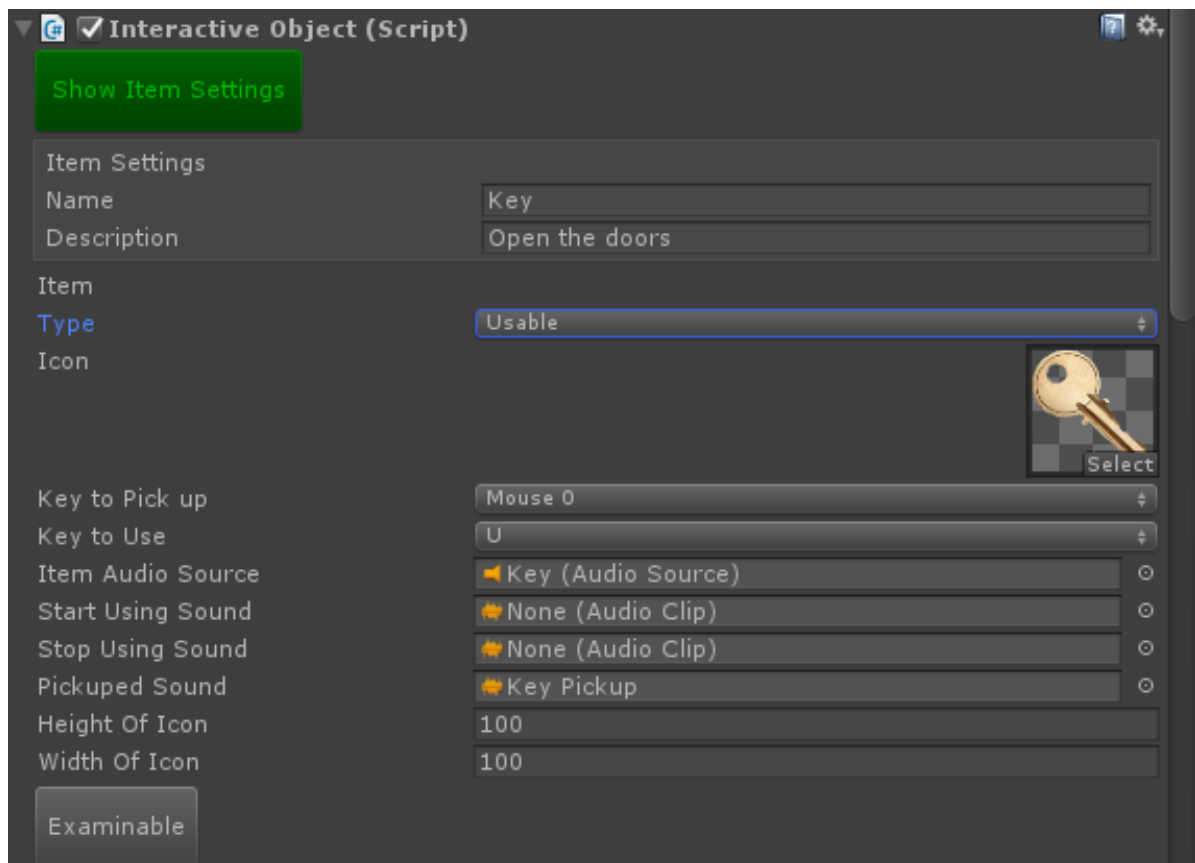 Interactive Object (Script)
Show Item Settings
Item Settings
Name Key
Description Open the doors
Item
Type Usable
Icon
Select
Key to Pick up Mouse 0
Key to Use U
Item Audio Source Key (Audio Source)
Start Using Sound None (Audio Clip)
Stop Using Sound None (Audio Clip)
Pickuped Sound Key Pickup
Height Of Icon 100
Width Of Icon 100
Examinable